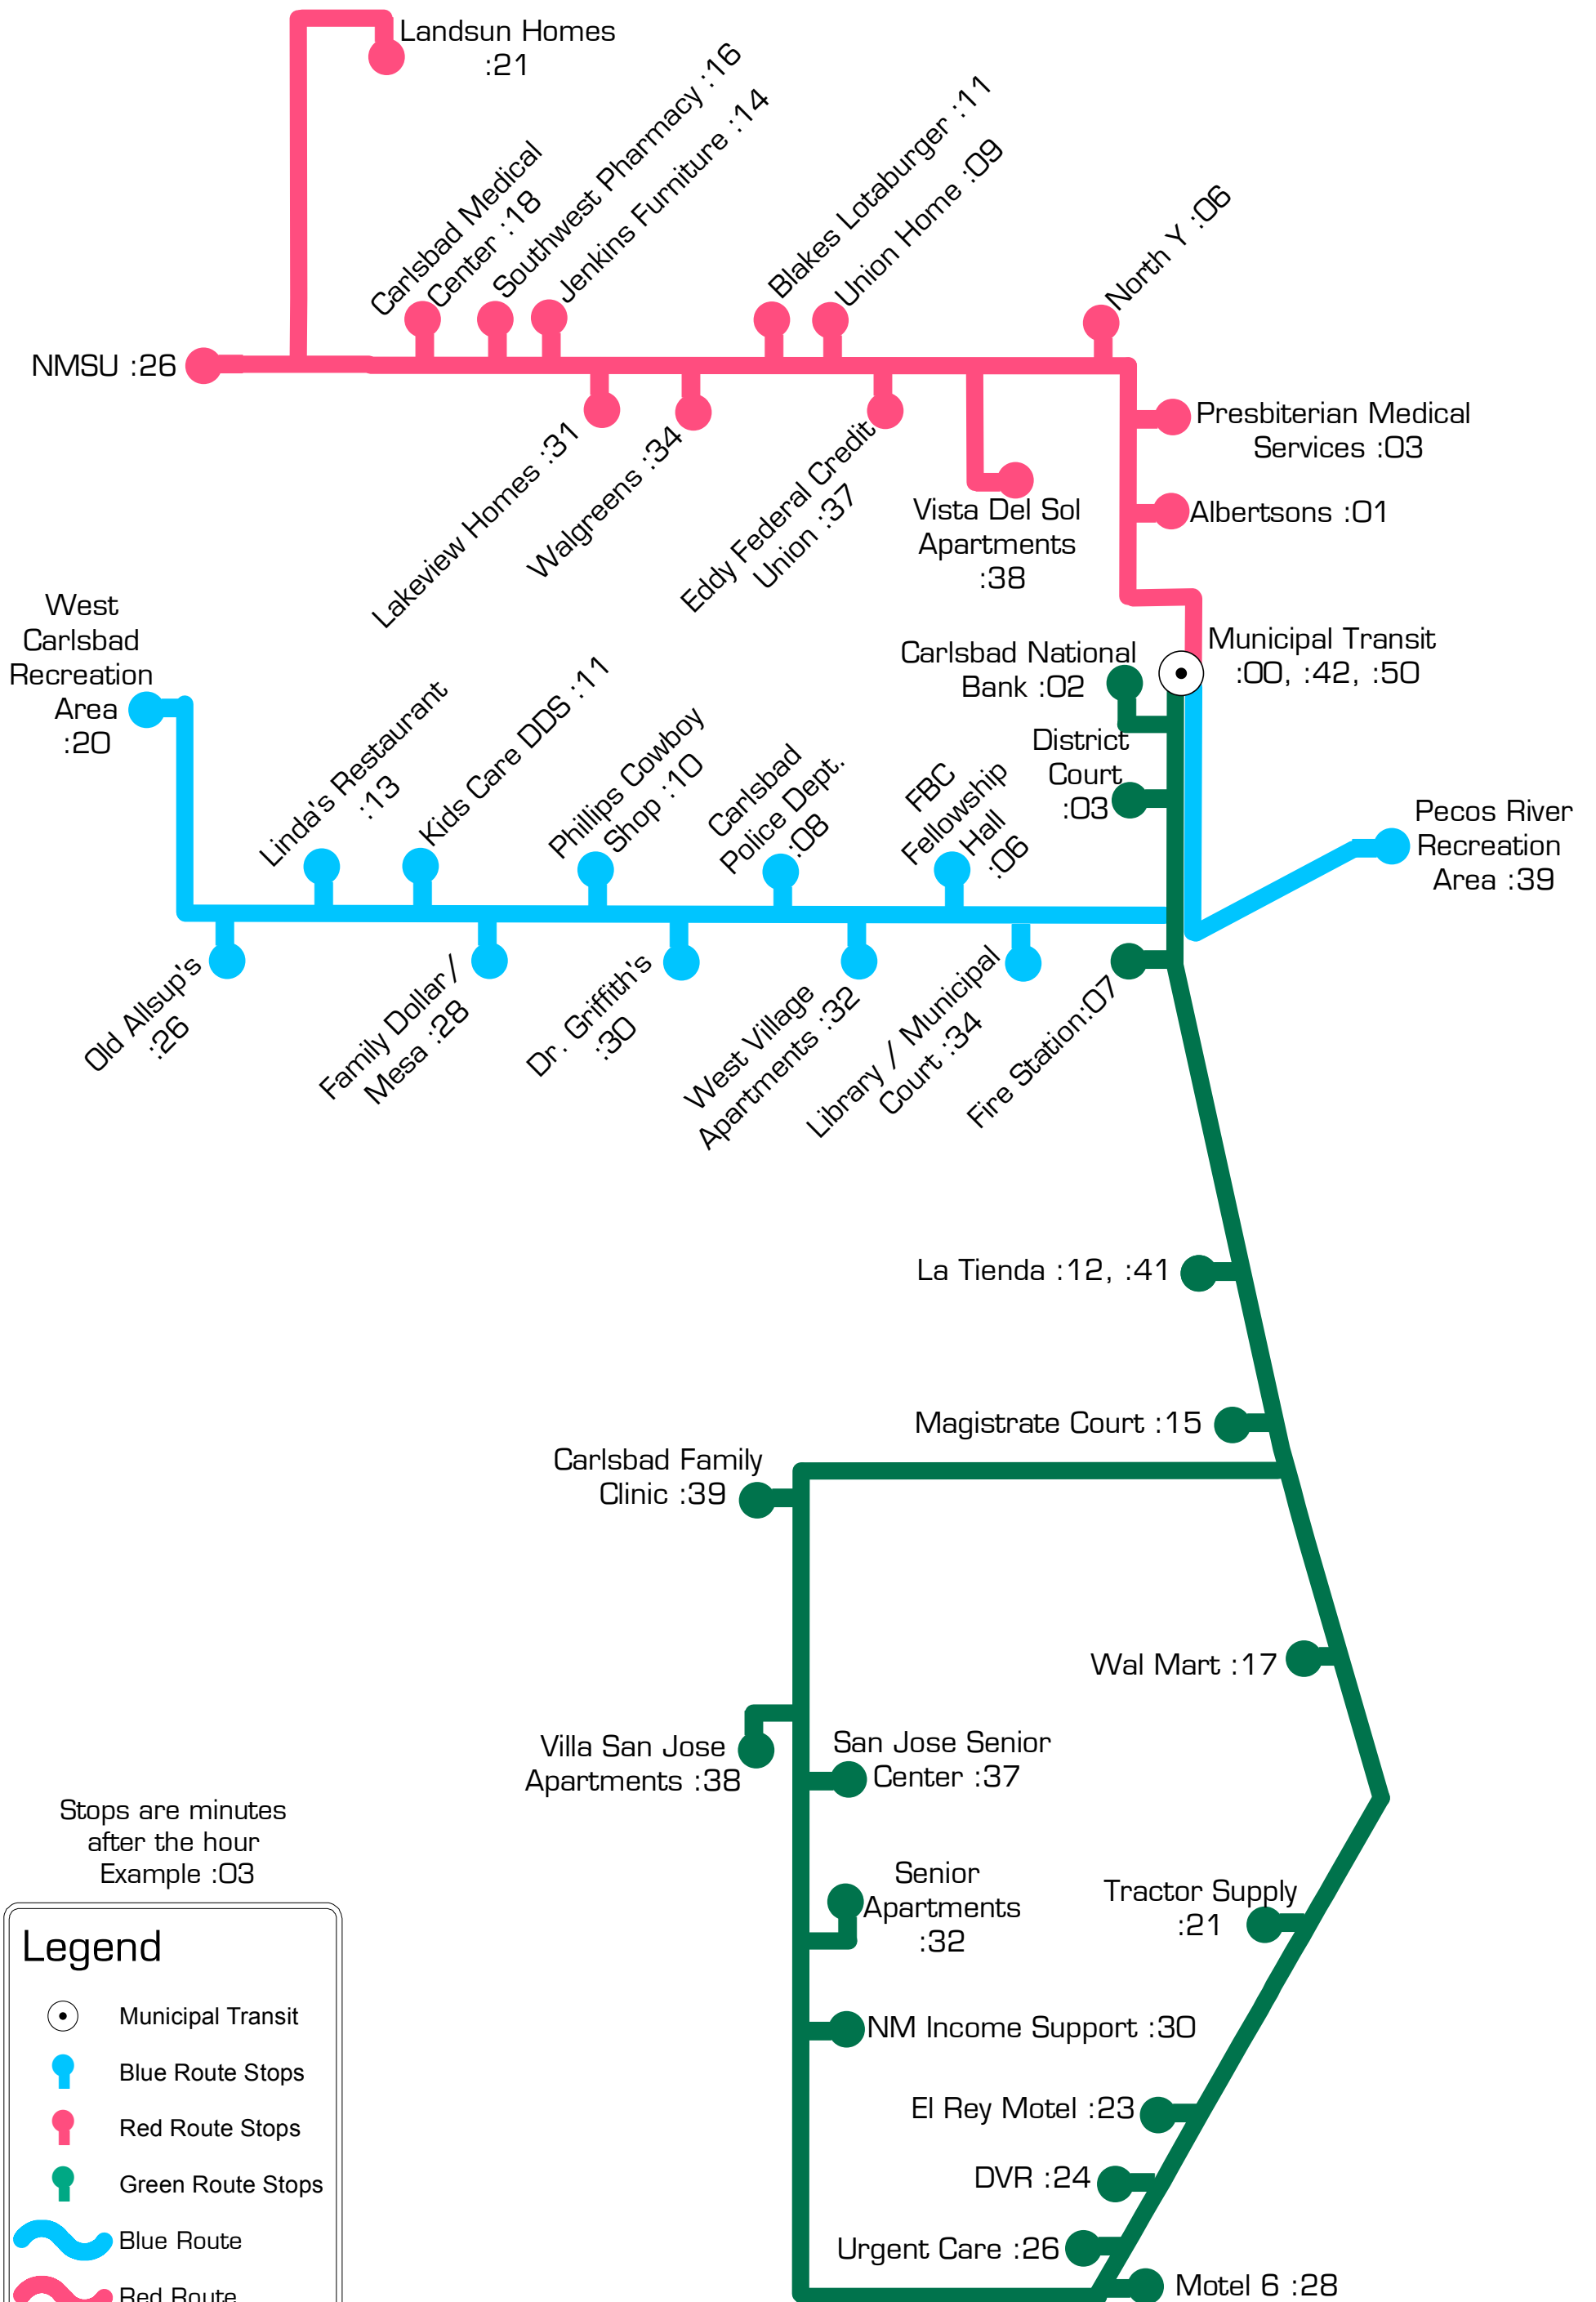 Landsun Homes
:21
Carlsbad Medical
Center :18
Southwest Pharmacy :16
Jenkins Furniture :14
Blakes Lotaburger :11
Union Home :09
North Y :06
NMSU :26
Presbiterian Medical
Services :03
Albertsons :01
Lakeview Homes :31
Walgreens :34
Eddy Federal Credit
Union :37
Vista Del Sol
Apartments
:38
West
Carlsbad
Recreation
Area
:20
Municipal Transit
:00, :42, :50
Carlsbad National
Bank :02
District
Court
:03
Linda's Restaurant
:13
Kids Care DDS :11
Phillips Cowboy
Shop :10
Carlsbad
Police Dept.
:08
FBC
Fellowship
Hall
:06
Pecos River
Recreation
Area :39
Old Allsup's
:26
Family Dollar/
Mesa :28
Dr. Griffith's
:30
West Village
Apartments :32
Library / Municipal
Court :34
Fire Station:07
La Tienda :12, :41
Magistrate Court :15
Carlsbad Family
Clinic :39
Wal Mart :17
Villa San Jose
Apartments :38
San Jose Senior
Center :37
Senior
Apartments
:32
Tractor Supply
:21
NM Income Support :30
El Rey Motel :23
DVR :24
Urgent Care :26
Motel 6 :28
Stops are minutes
after the hour
Example :03
Legend
Municipal Transit
Blue Route Stops
Red Route Stops
Green Route Stops
Blue Route
Red Route